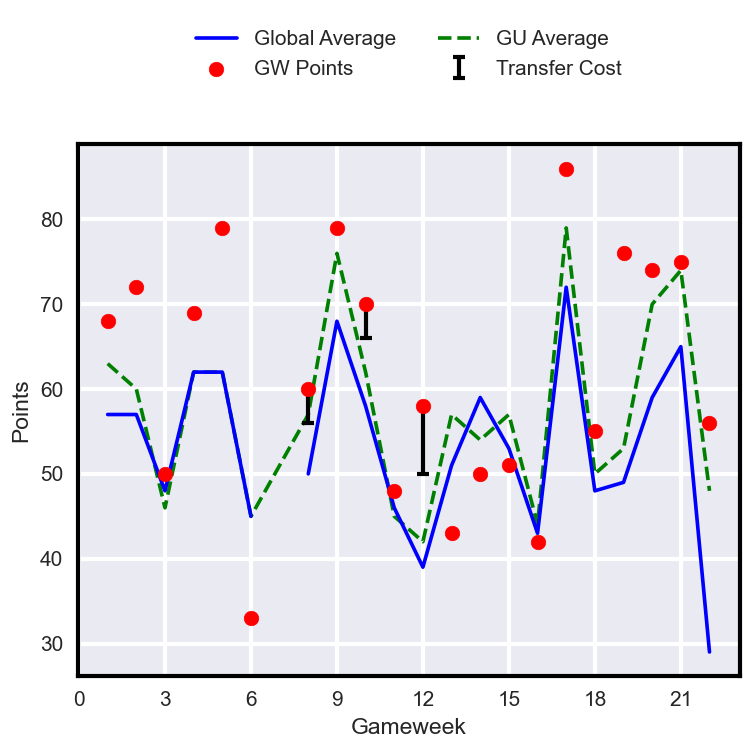 Global Average
GU Average
GW Points
Transfer Cost
80
70
60
50
40
30
Points
0 3 6 9 12 15 18 21
Gameweek